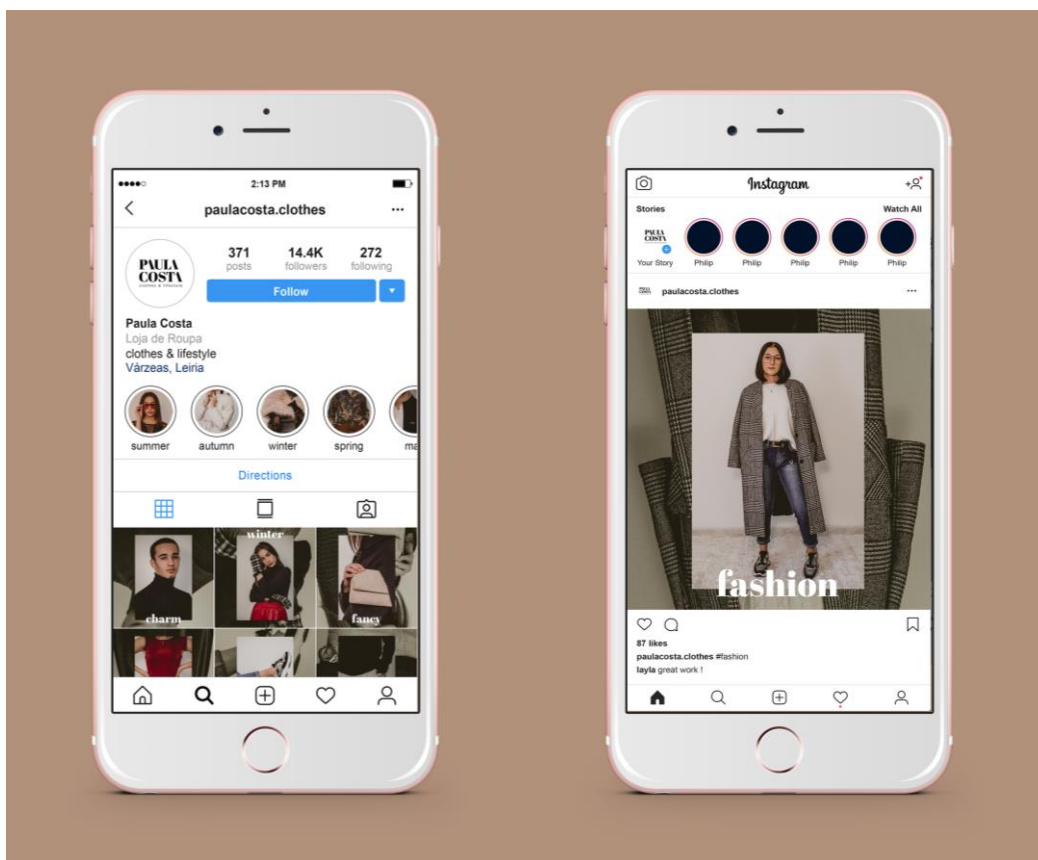 2:13 PM
paulacosta.clothes
PAULA
COSTA
371 14.4K 272
posts followers following
Follow
Paula Costa
Loja de Roupa
clothes & lifestyle
Várzeas, Leiria
summer autumn winter spring ma
Directions
winter
charm fancy
Instagram
Stories Watch All
PAULA
COSTA
Your Story Philip Philip Philip Philip Philip
paulacosta.clothes
fashion
87 likes
paulacosta.clothes #fashion
layla great work !